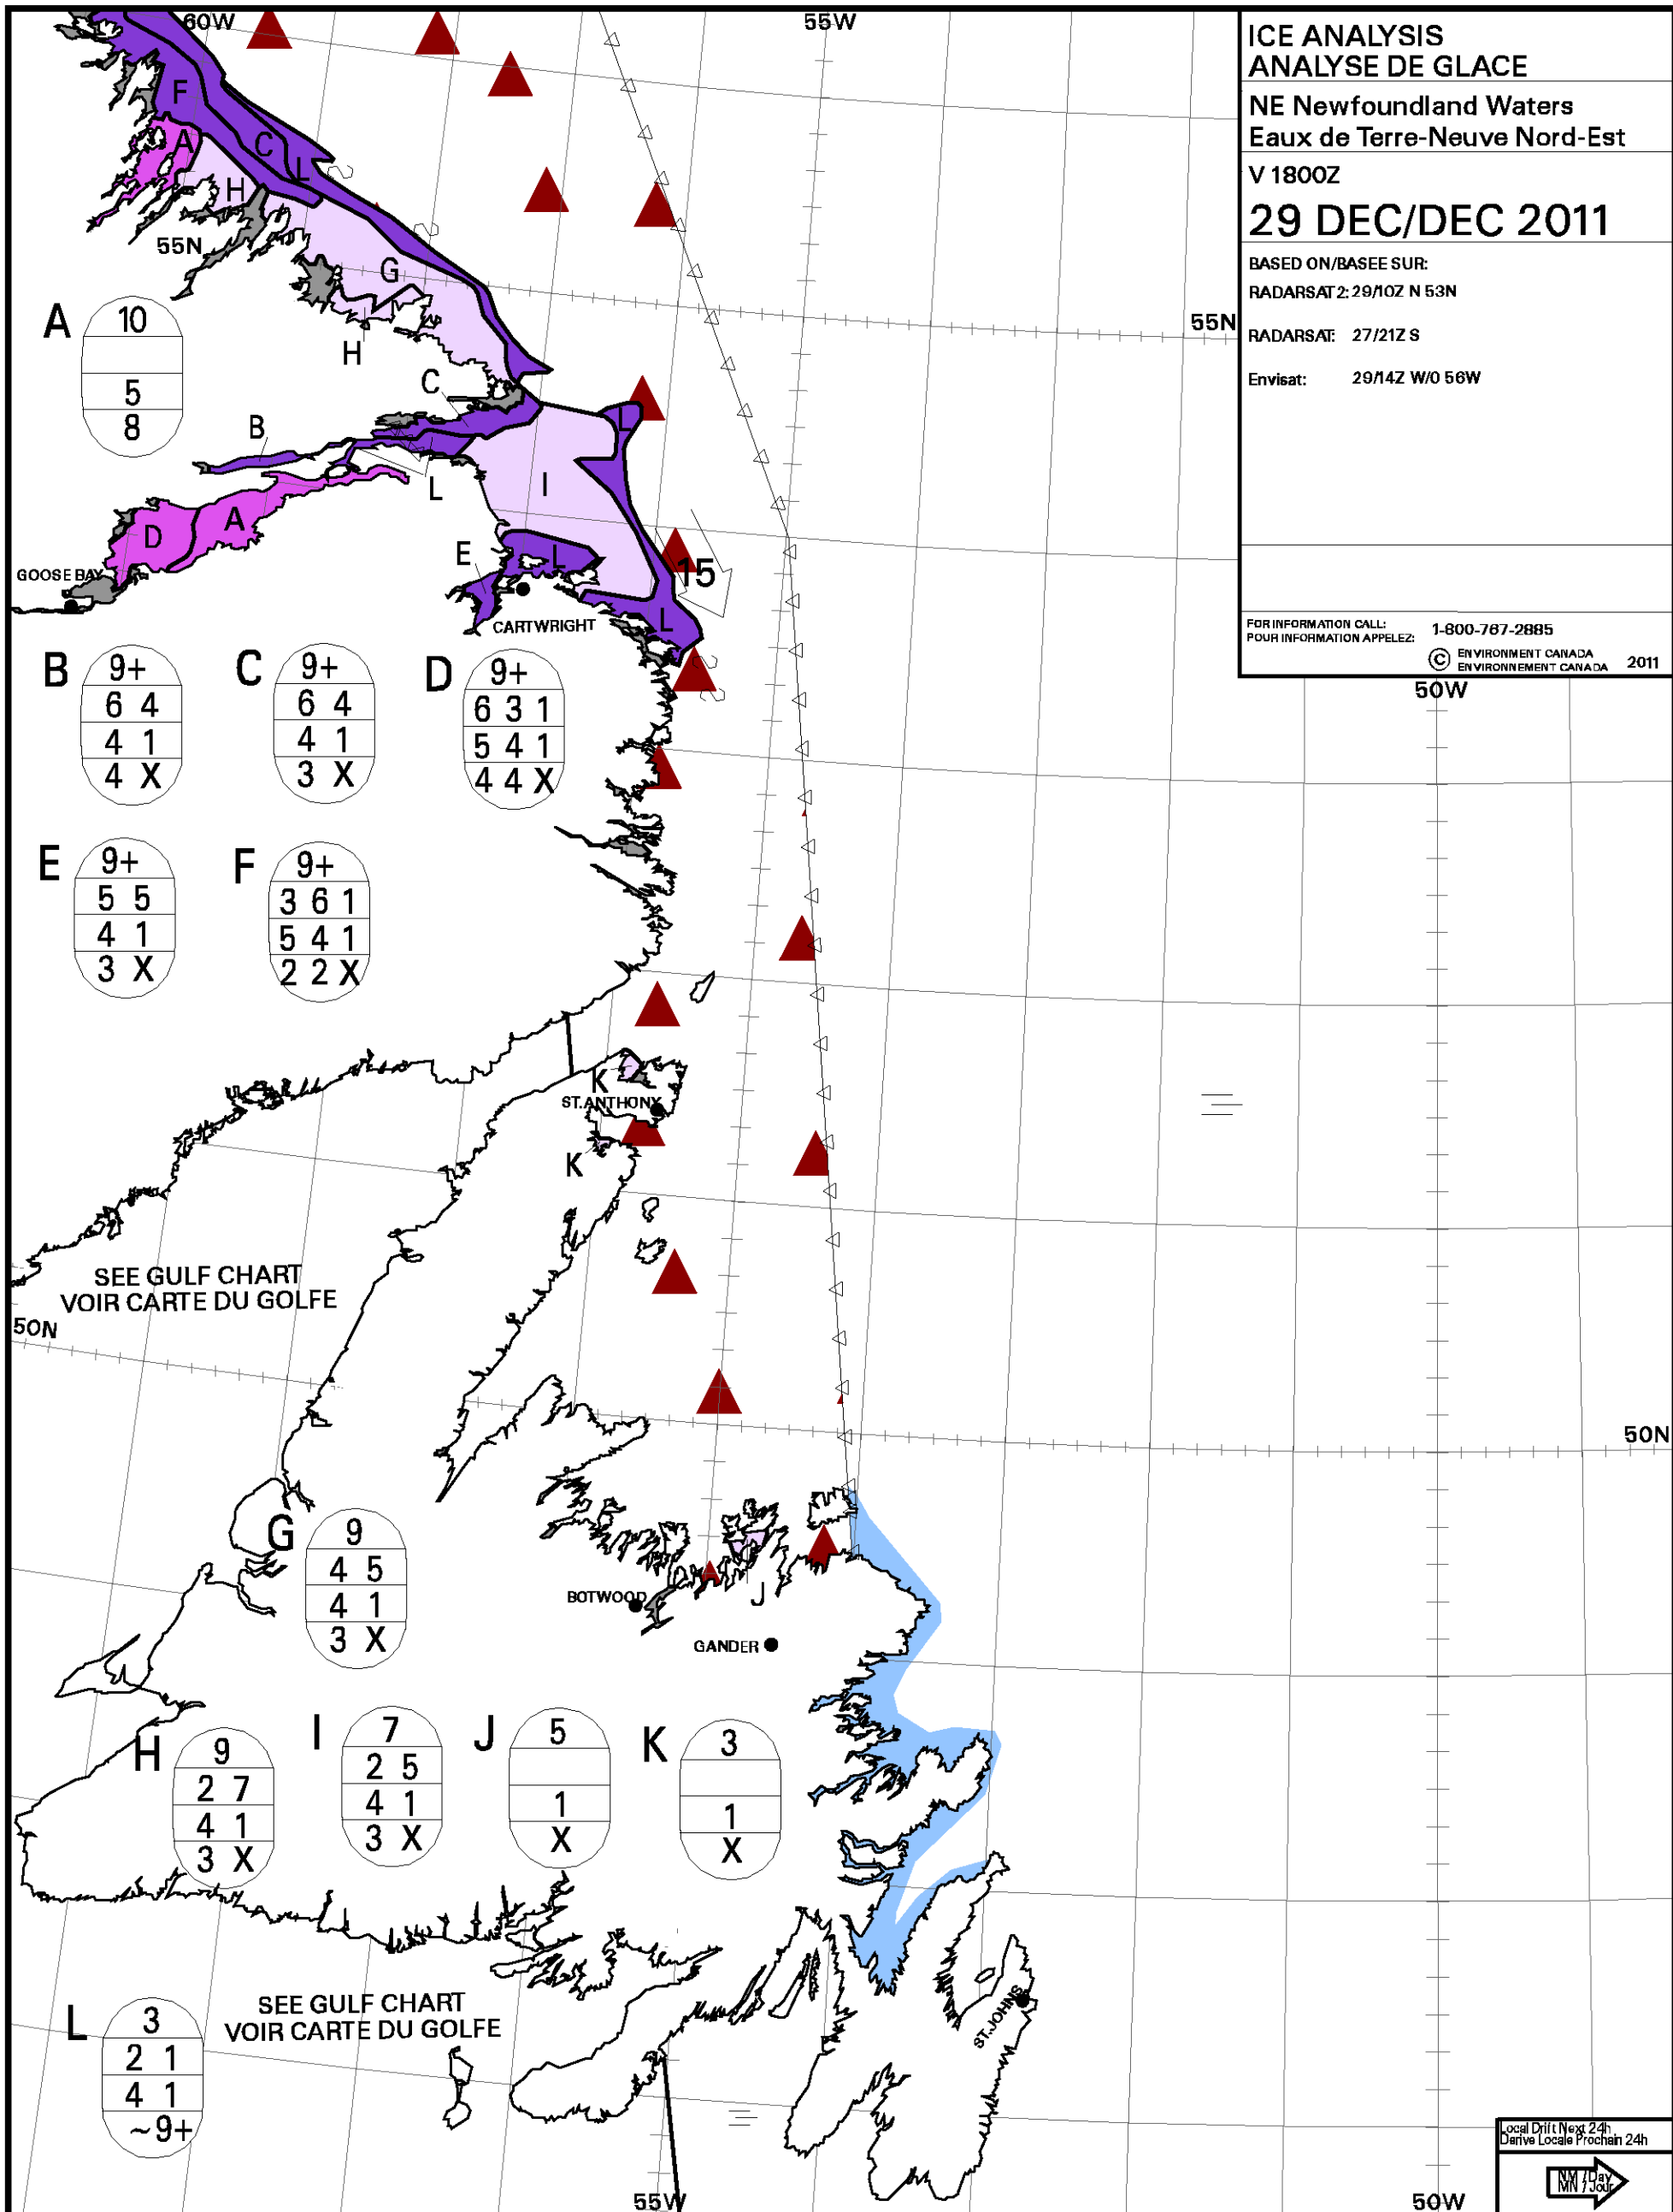 60W
55W
ICE ANALYSIS
ANALYSE DE GLACE
NE Newfoundland Waters
Eaux de Terre-Neuve Nord-Est
V 1800Z
29 DEC/DEC 2011
BASED ON/BASEE SUR:
RADARSAT2: 29/10Z N 53N
RADARSAT: 27/21Z S
Envisat: 29/14Z W/O 56W
FOR INFORMATION CALL: 1-800-767-2885
POUR INFORMATION APPELEZ:
© ENVIRONMENT CANADA
ENVIRONNEMENT CANADA 2011
F
A
C
L
H
55N
G
H
55N
C
B
L
L
I
D
A
E
L
L
15
GOOSE BAY
CARTWRIGHT
A
10
5
8
B
9+
6 4
4 1
4 X
C
9+
6 4
4 1
3 X
D
9+
6 3 1
5 4 1
4 4 X
50W
E
9+
5 5
4 1
3 X
F
9+
3 6 1
5 4 1
2 2 X
K
ST.ANTHONY
K
SEE GULF CHART
VOIR CARTE DU GOLFE
50N
50N
G
9
4 5
4 1
3 X
BOTWOOD
J
GANDER
H
9
2 7
4 1
3 X
I
7
2 5
4 1
3 X
J
5
1
X
K
3
1
X
L
3
2 1
4 1
~9+
SEE GULF CHART
VOIR CARTE DU GOLFE
ST.JOHNS
Local Drift Next 24h
Derive Locale Prochain 24h
NM / Day
MN / Jour
55W
50W